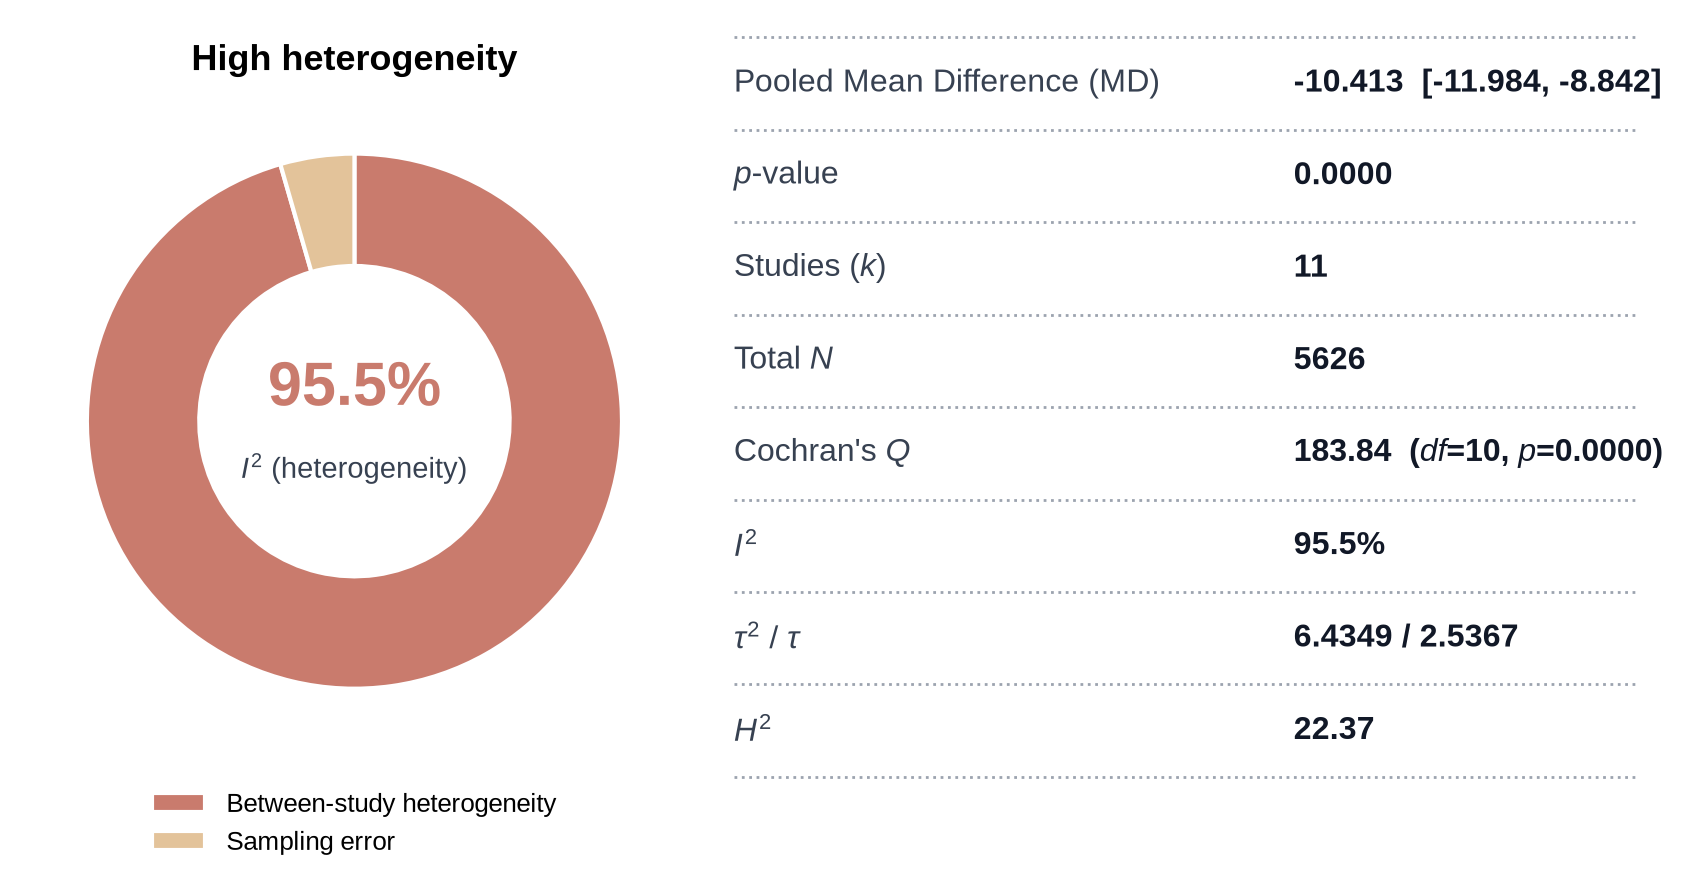 High heterogeneity
95.5%
I² (heterogeneity)
Between-study heterogeneity
Sampling error
Pooled Mean Difference (MD) -10.413 [-11.984, -8.842]
p-value 0.0000
Studies (k) 11
Total N 5626
Cochran's Q 183.84 (df=10, p=0.0000)
I² 95.5%
τ² / τ 6.4349 / 2.5367
H² 22.37